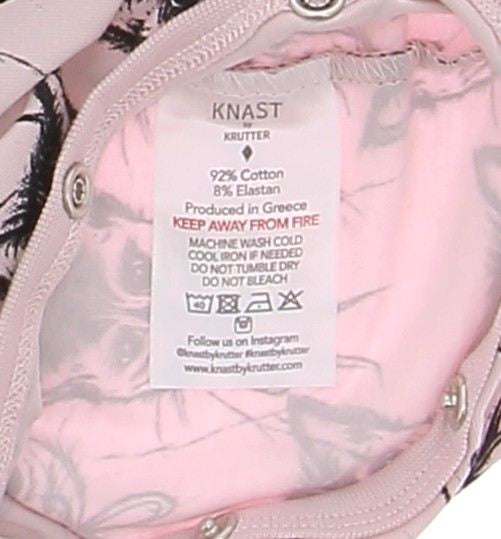 KNAST
by
KRUTTER
92% Cotton
8% Elastan
Produced in Greece
KEEP AWAY FROM FIRE
MACHINE WASH COLD
COOL IRON IF NEEDED
DO NOT TUMBLE DRY
DO NOT BLEACH
40
Follow us on Instagram
@knastbykrutter #knastbykrutter
www.knastbykrutter.com